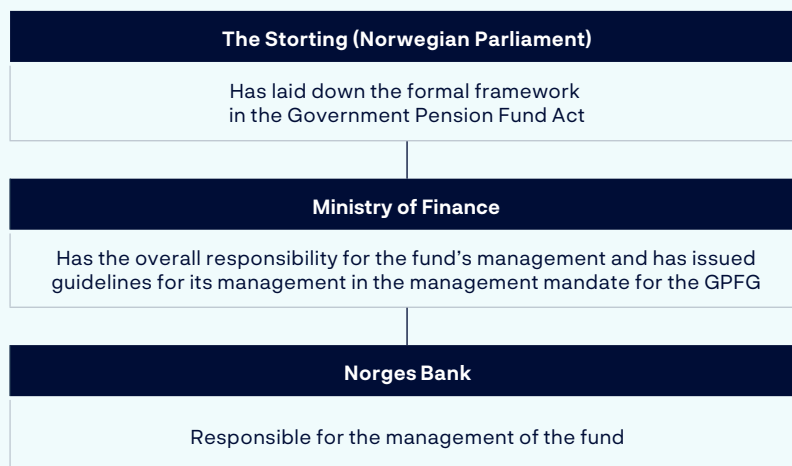 The Storting (Norwegian Parliament)
Has laid down the formal framework
in the Government Pension Fund Act
Ministry of Finance
Has the overall responsibility for the fund’s management and has issued
guidelines for its management in the management mandate for the GPFG
Norges Bank
Responsible for the management of the fund